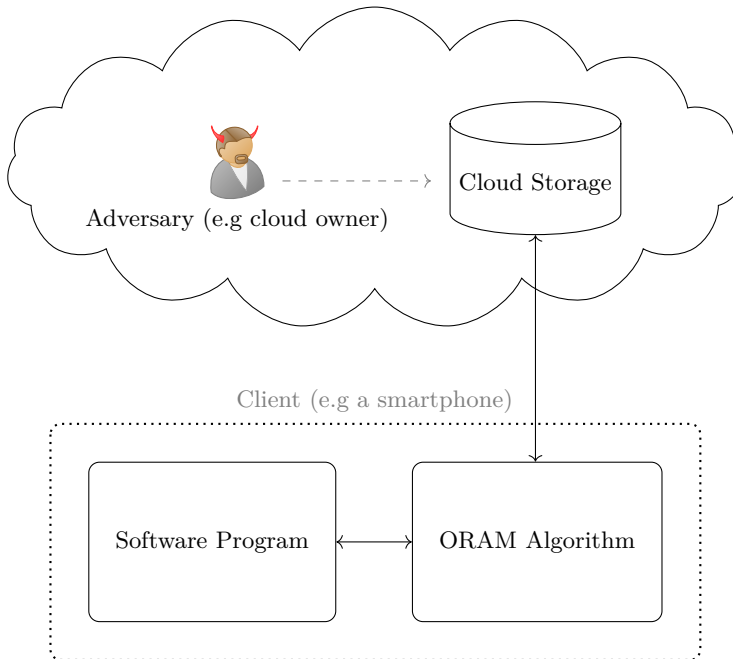 Cloud Storage
Adversary (e.g cloud owner)
Client (e.g a smartphone)
Software Program
ORAM Algorithm